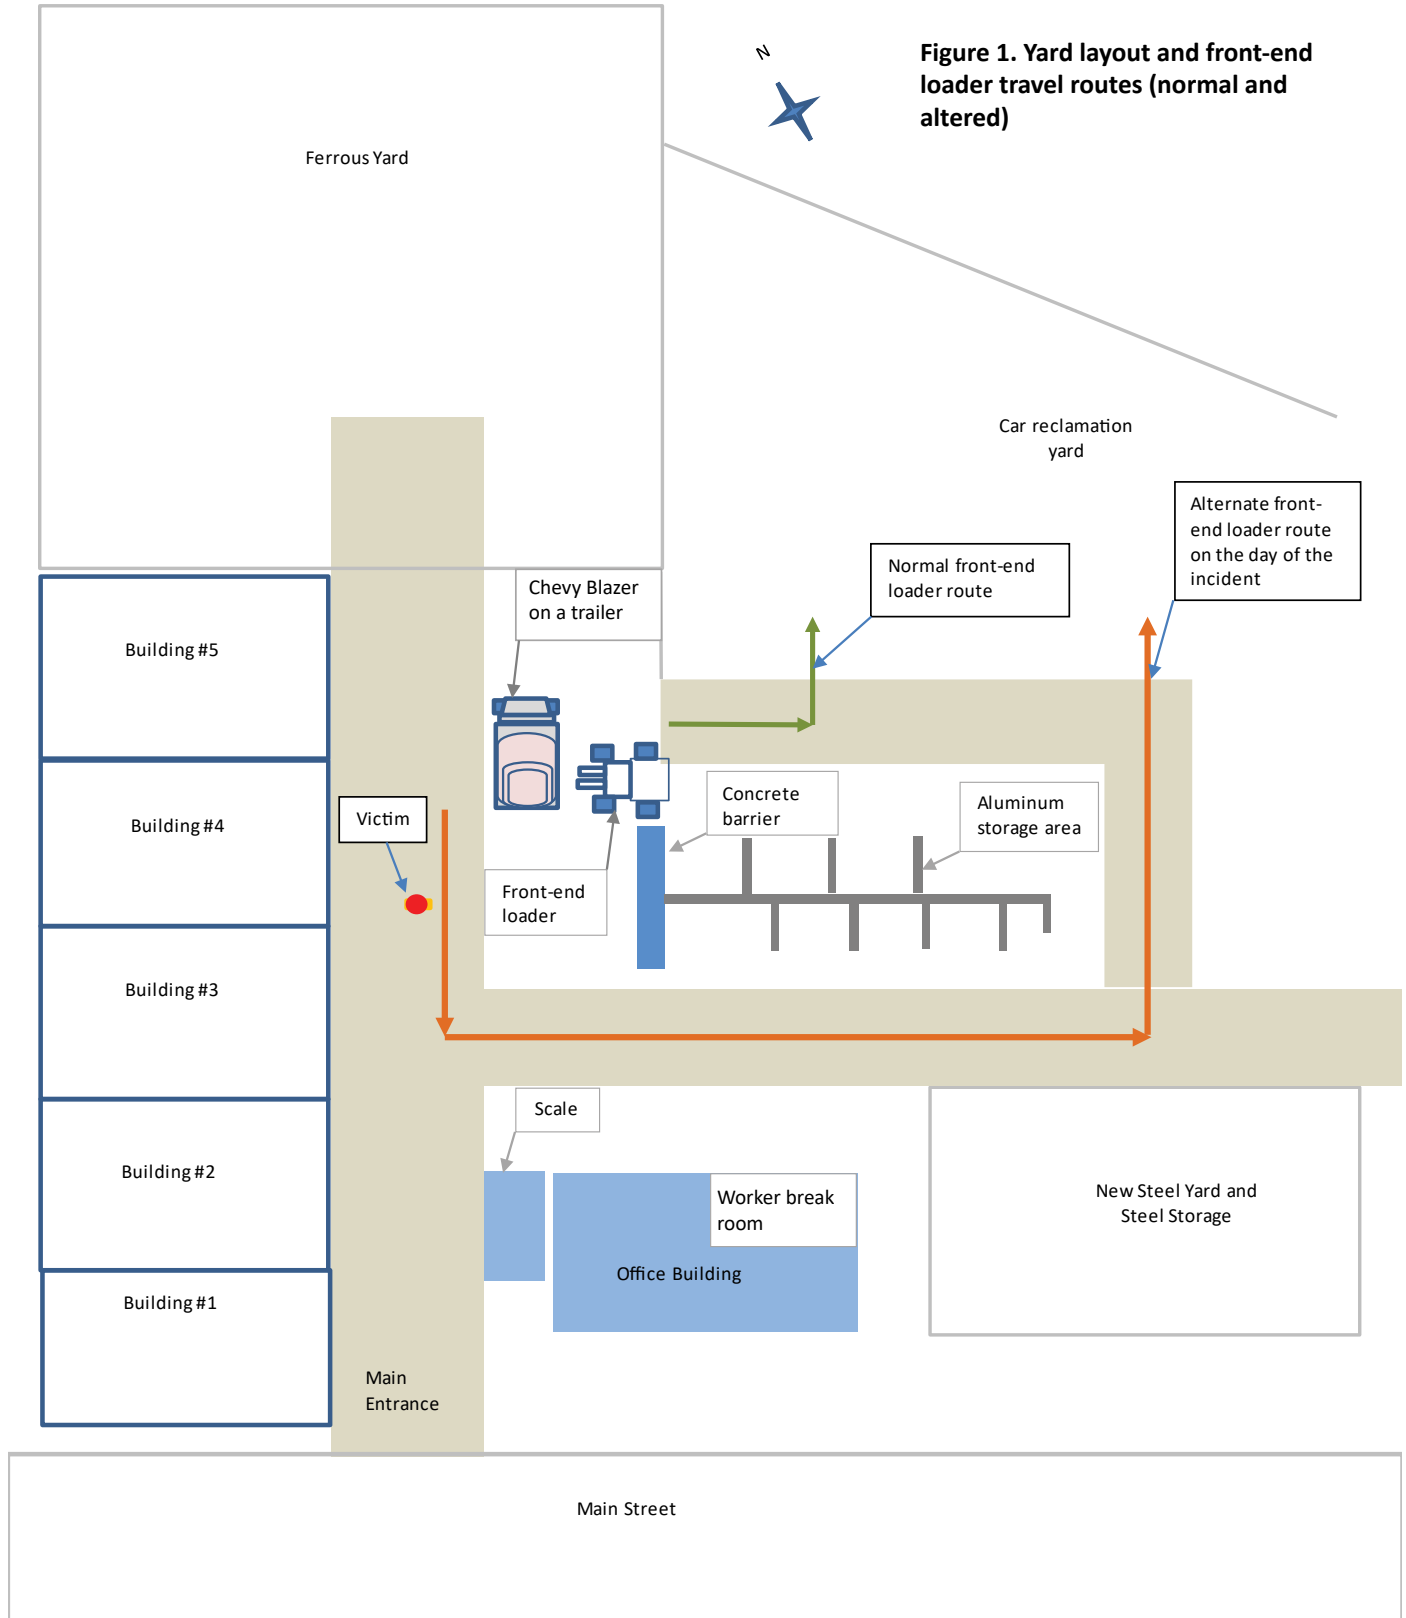 N
Figure 1. Yard layout and front-end
loader travel routes (normal and
altered)
Ferrous Yard
Car reclamation
yard
Alternate front-
end loader route
on the day of the
incident
Normal front-end
loader route
Chevy Blazer
on a trailer
Building #5
Building #4
Victim
Concrete
barrier
Aluminum
storage area
Front-end
loader
Building #3
Scale
Building #2
Worker break
room
New Steel Yard and
Steel Storage
Office Building
Building #1
Main
Entrance
Main Street